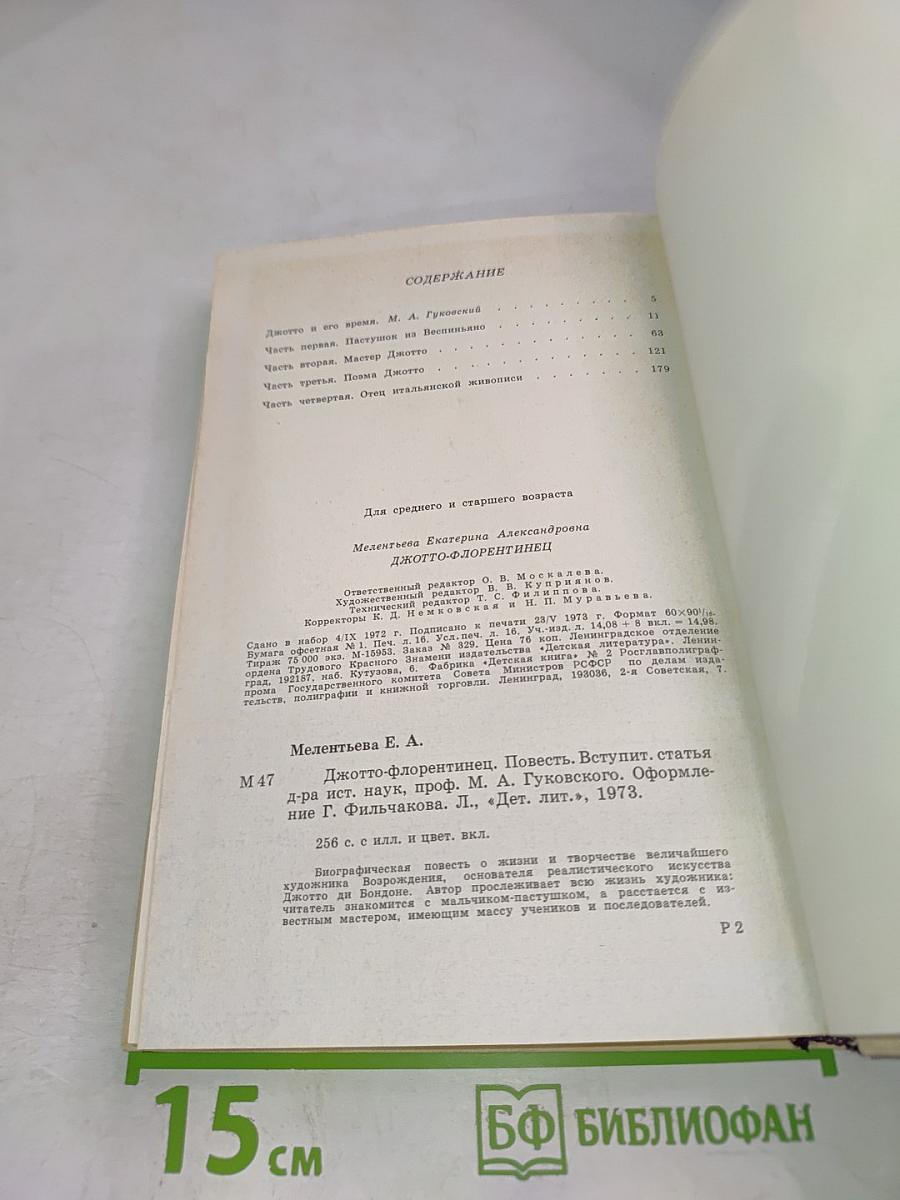 СОДЕРЖАНИЕ
Джотто и его время. М. А. Гуковский . . . . . . . . . 5
Часть первая. Пастушок из Веспиньяно . . . . . . . . . 11
Часть вторая. Мастер Джотто . . . . . . . . . . . . . 63
Часть третья. Поэма Джотто . . . . . . . . . . . . . 121
Часть четвертая. Отец итальянской живописи . . . . . . . 179
Для среднего и старшего возраста
Мелентьева Екатерина Александровна
ДЖОТТО-ФЛОРЕНТИНЕЦ
Ответственный редактор О. В. Москалева.
Художественный редактор В. В. Куприянов.
Технический редактор Т. С. Филиппова.
Корректоры К. Д. Немковская и Н. П. Муравьева.
Сдано в набор 4/IX 1972 г. Подписано к печати 23/V 1973 г. Формат 60×90¹/₁₆.
Бумага офсетная № 1. Печ. л. 16. Усл. печ. л. 16. Уч.-изд. л. 14,08 + 8 вкл. = 14,98.
Тираж 75 000 экз. М-15953. Заказ № 329. Цена 76 коп. Ленинградское отделение
ордена Трудового Красного Знамени издательства «Детская литература». Ленин-
град, 192187, наб. Кутузова, 6. Фабрика «Детская книга» № 2 Росглавполиграф-
прома Государственного комитета Совета Министров РСФСР по делам изда-
тельств, полиграфии и книжной торговли. Ленинград, 193036, 2-я Советская, 7.
Мелентьева Е. А.
М 47 Джотто-флорентинец. Повесть. Вступит. статья
д-ра ист. наук, проф. М. А. Гуковского. Оформле-
ние Г. Фильчакова. Л., «Дет. лит.», 1973.
256 с. с илл. и цвет. вкл.
Биографическая повесть о жизни и творчестве величайшего
художника Возрождения, основателя реалистического искусства
Джотто ди Бондоне. Автор прослеживает всю жизнь художника:
читатель знакомится с мальчиком-пастушком, а расстается с из-
вестным мастером, имеющим массу учеников и последователей.
Р 2
15 см
БФ БИБЛИОФАН